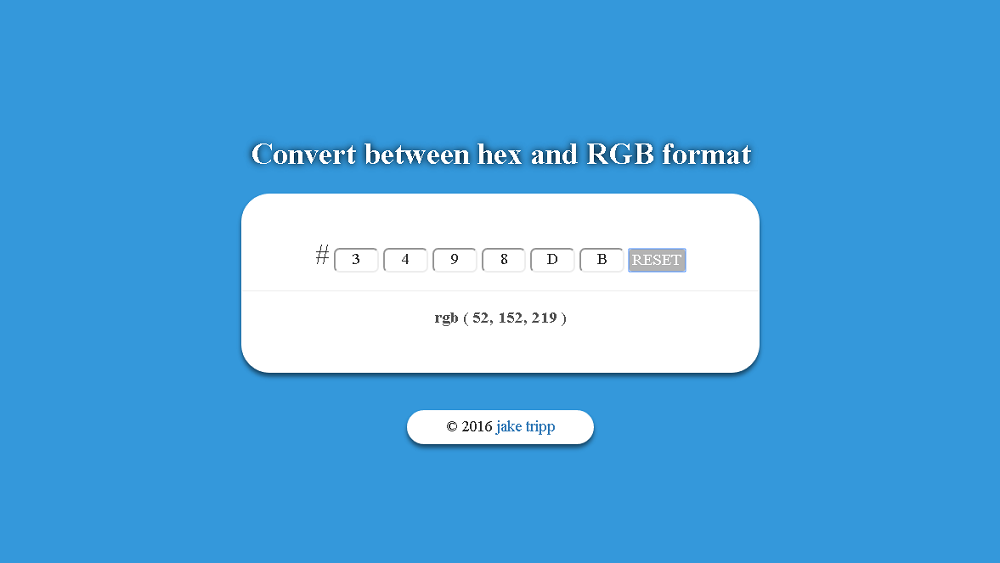 Convert between hex and RGB format
# 3 4 9 8 D B RESET
rgb ( 52, 152, 219 )
© 2016 jake tripp